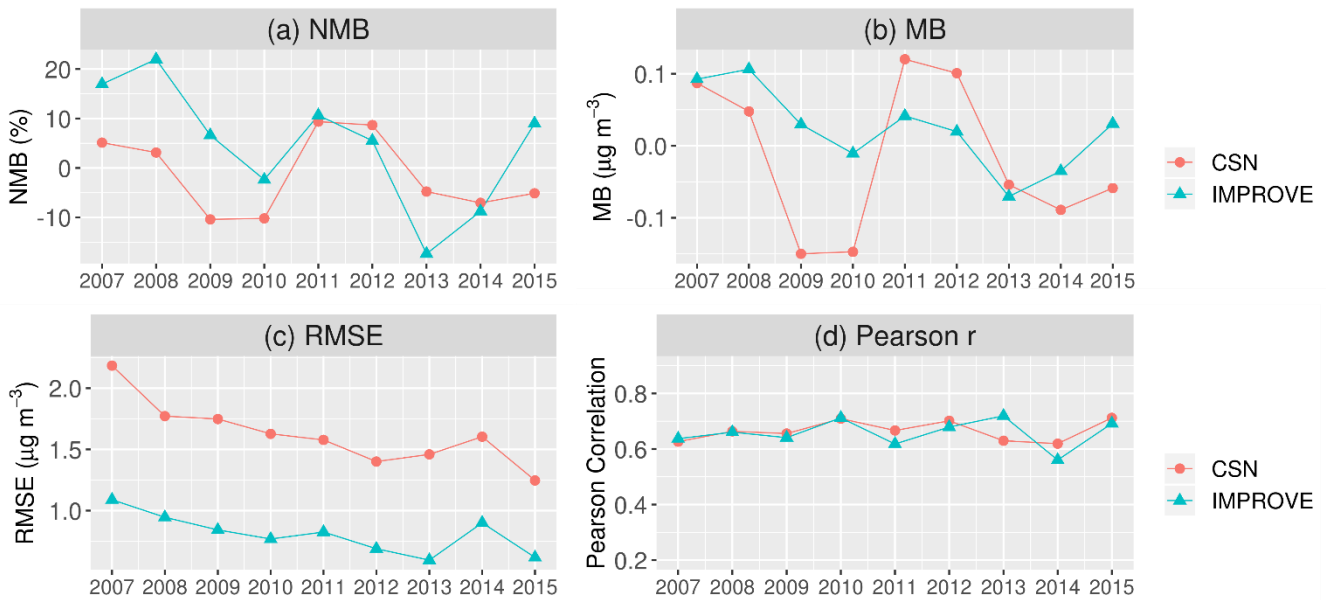 (a) NMB
NMB (%)
20
10
0
-10
2007 2008 2009 2010 2011 2012 2013 2014 2015
(b) MB
MB (µg m⁻³)
0.1
0.0
-0.1
2007 2008 2009 2010 2011 2012 2013 2014 2015
CSN
IMPROVE
(c) RMSE
RMSE (µg m⁻³)
2.0
1.5
1.0
2007 2008 2009 2010 2011 2012 2013 2014 2015
(d) Pearson r
Pearson Correlation
0.8
0.6
0.4
0.2
2007 2008 2009 2010 2011 2012 2013 2014 2015
CSN
IMPROVE